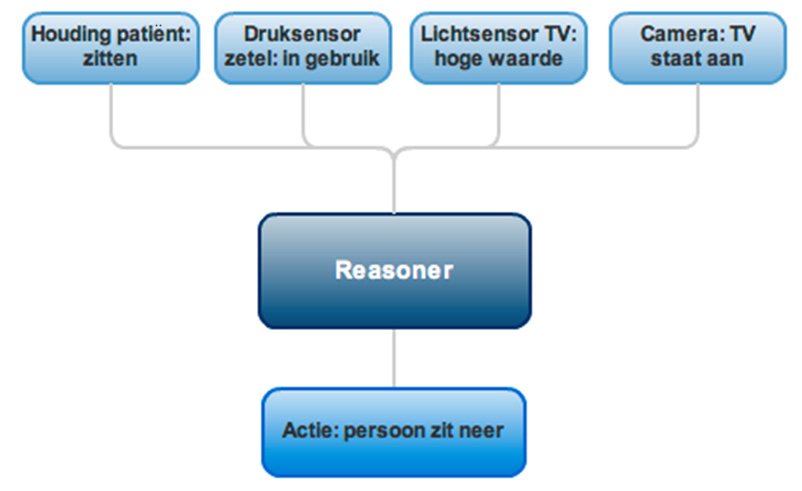 Houding patiënt:
zitten
Druksensor
zetel: in gebruik
Lichtsensor TV:
hoge waarde
Camera: TV
staat aan
Reasoner
Actie: persoon zit neer